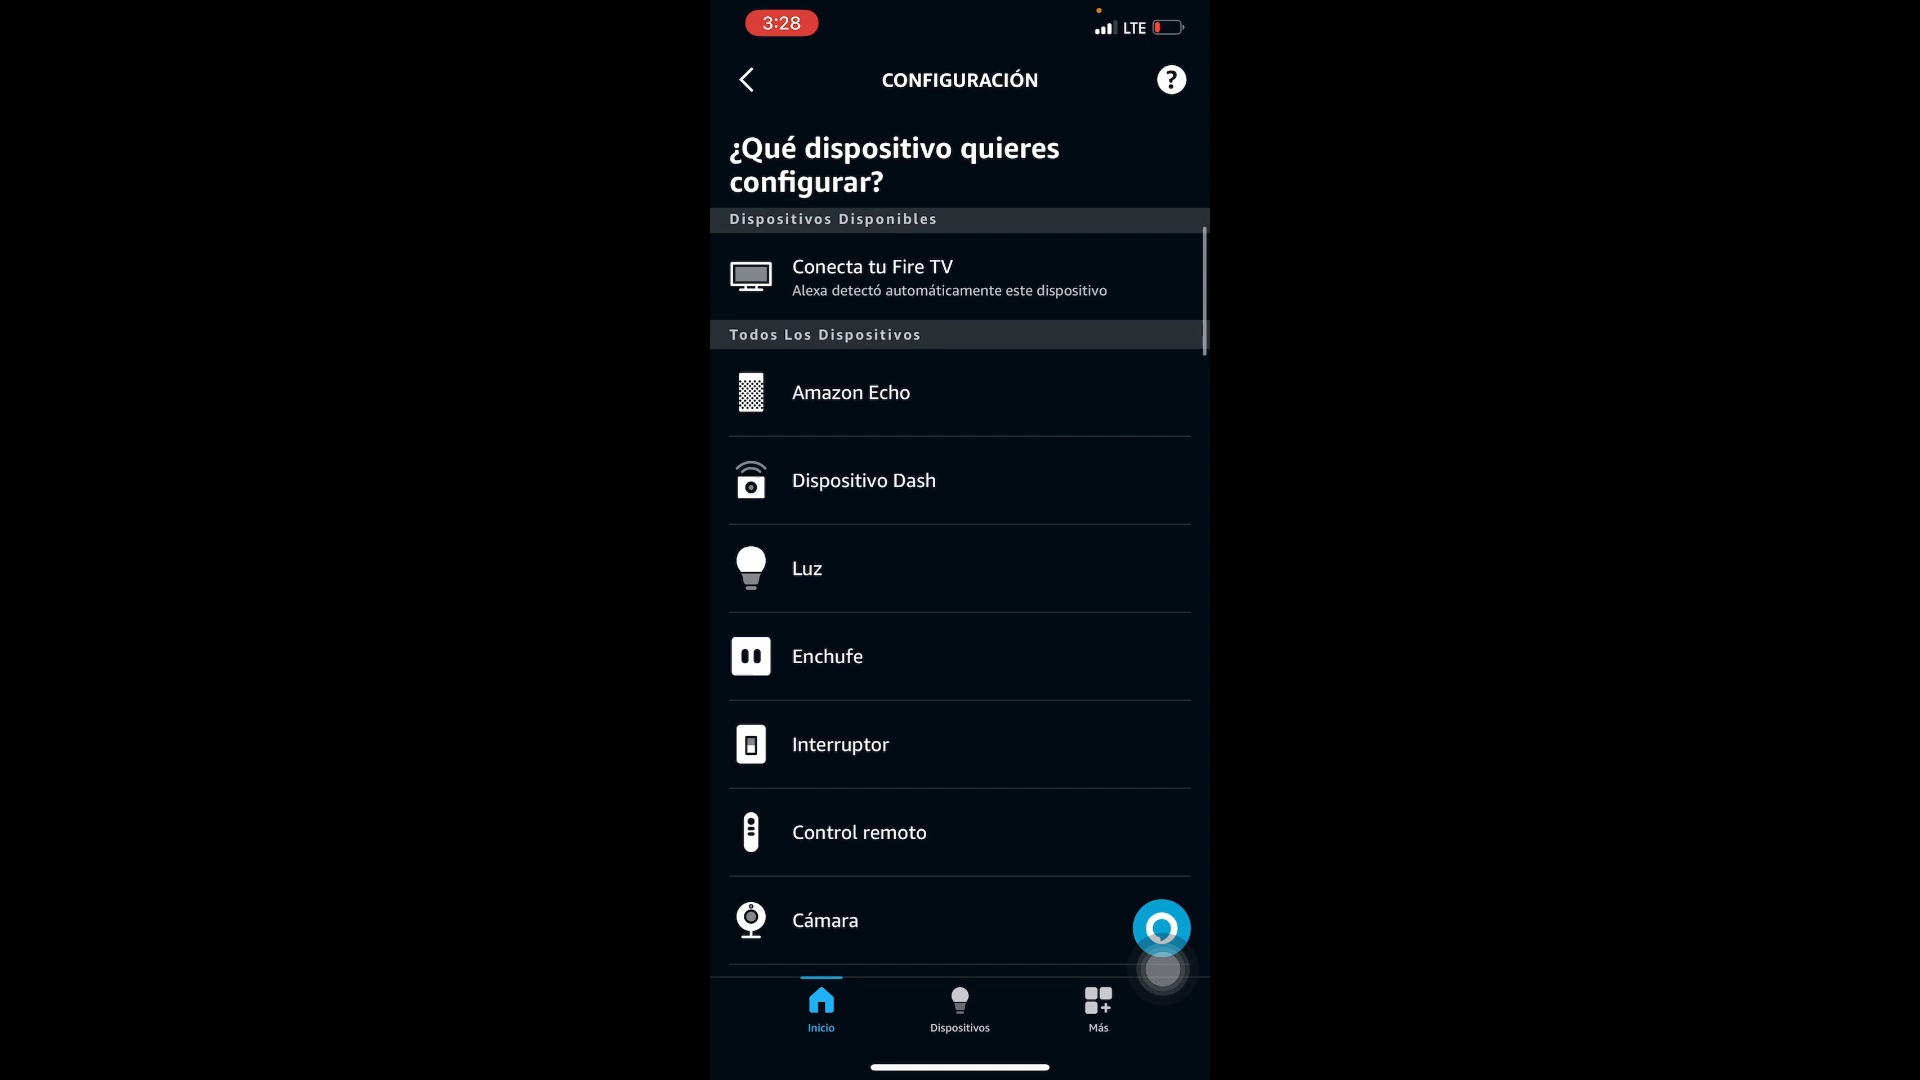 3:28
LTE
CONFIGURACIÓN
?
¿Qué dispositivo quieres
configurar?
Dispositivos Disponibles
Conecta tu Fire TV
Alexa detectó automáticamente este dispositivo
Todos Los Dispositivos
Amazon Echo
Dispositivo Dash
Luz
Enchufe
Interruptor
Control remoto
Cámara
Inicio
Dispositivos
Más